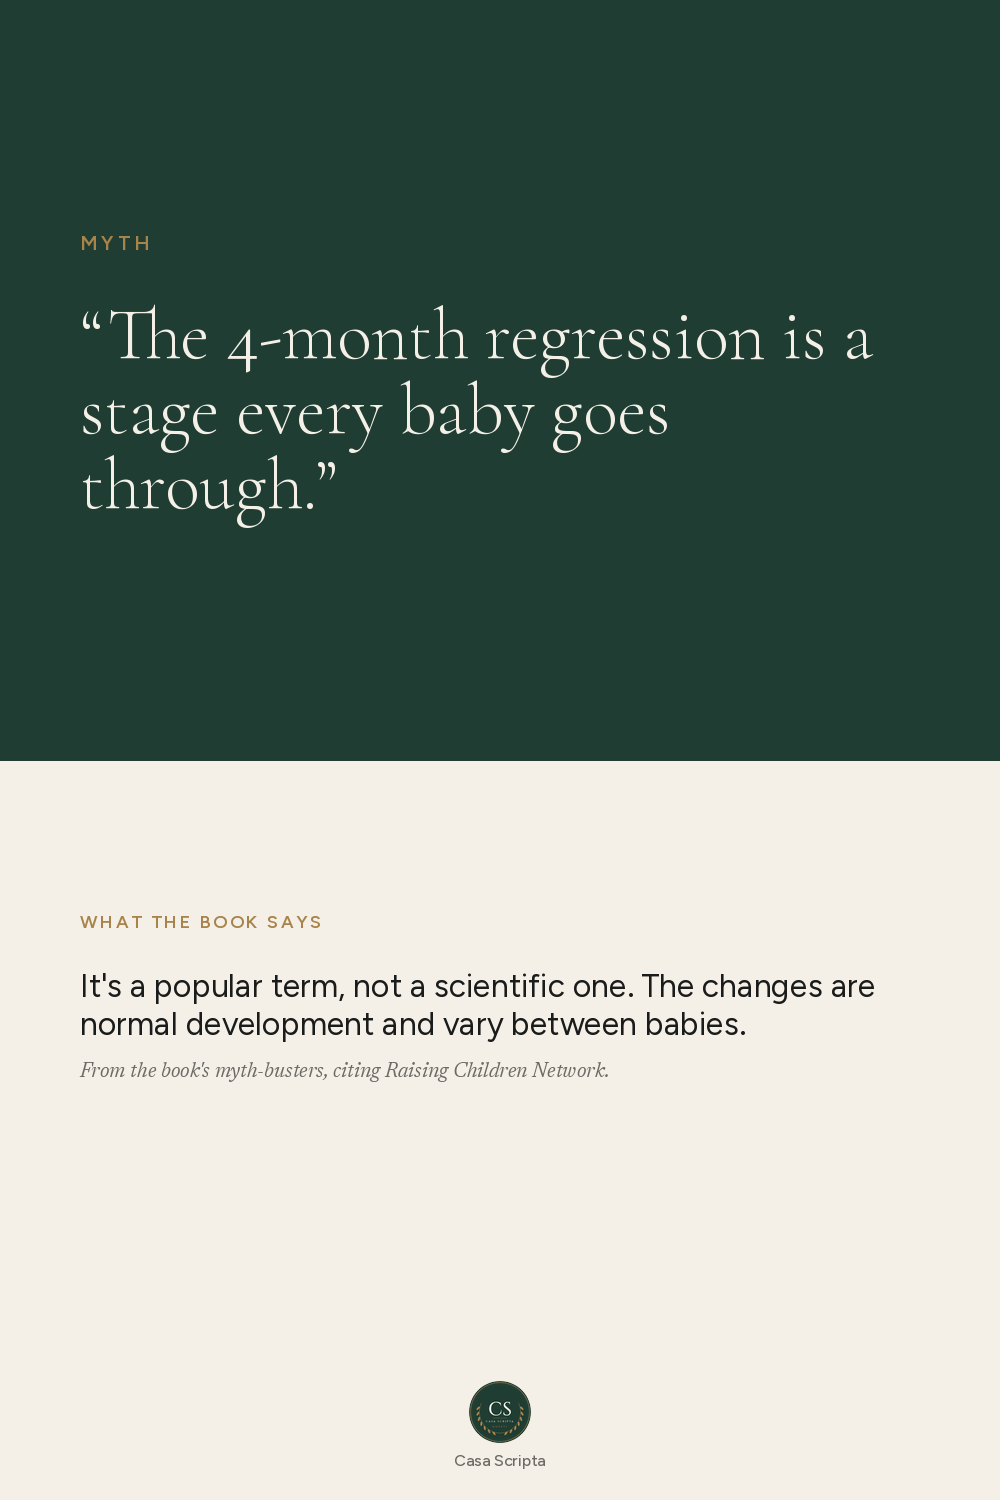 MYTH
“The 4-month regression is a
stage every baby goes
through.”
WHAT THE BOOK SAYS
It's a popular term, not a scientific one. The changes are
normal development and vary between babies.
From the book's myth-busters, citing Raising Children Network.
CS
CASA SCRIPTA
Casa Scripta